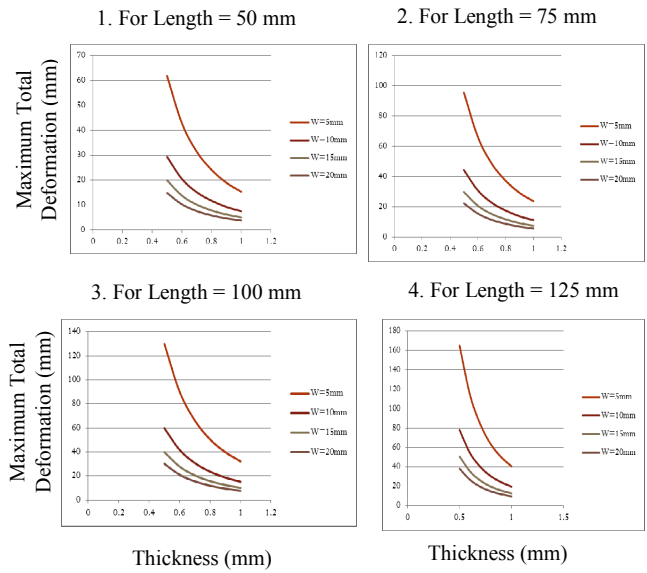 1. For Length = 50 mm
2. For Length = 75 mm
Maximum Total
Deformation (mm)
70
60
50
40
30
20
10
0
0 0.2 0.4 0.6 0.8 1 1.2
W=5mm
W=10mm
W=15mm
W=20mm
120
100
80
60
40
20
0
0 0.2 0.4 0.6 0.8 1 1.2
W=5mm
W=10mm
W=15mm
W=20mm
3. For Length = 100 mm
4. For Length = 125 mm
Maximum Total
Deformation (mm)
140
120
100
80
60
40
20
0
0 0.2 0.4 0.6 0.8 1 1.2
W=5mm
W=10mm
W=15mm
W=20mm
180
160
140
120
100
80
60
40
20
0
0 0.5 1 1.5
W=5mm
W=10mm
W=15mm
W=20mm
Thickness (mm)
Thickness (mm)